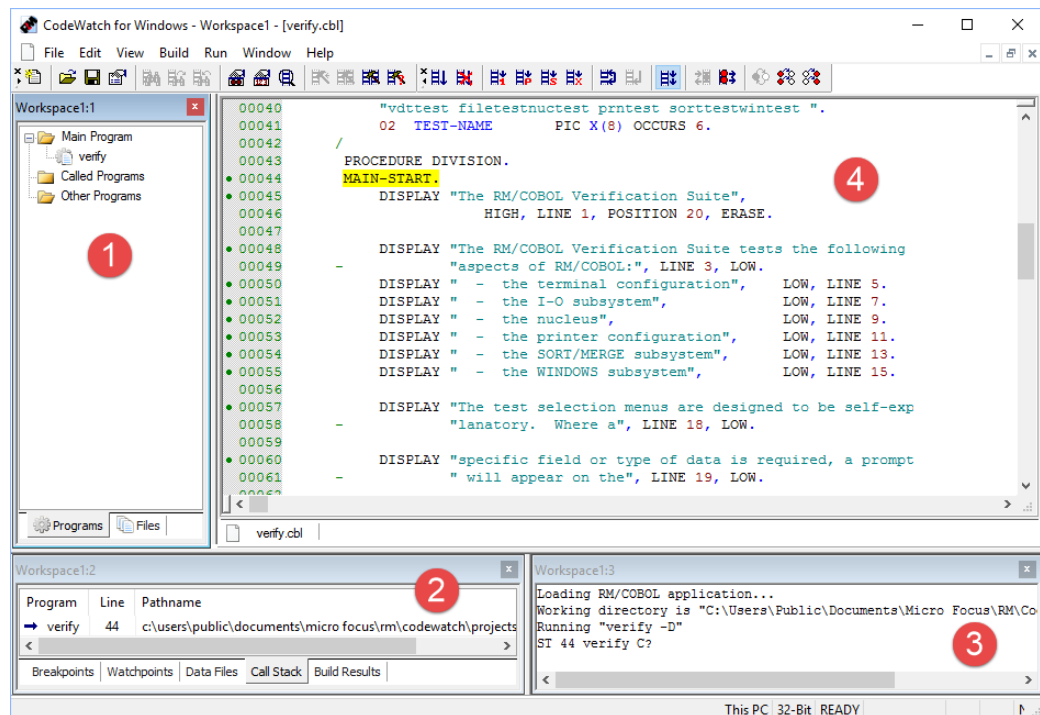 CodeWatch for Windows - Workspace1 - [verify.cbl]
File Edit View Build Run Window Help
Workspace1:1
Main Program
verify
Called Programs
Other Programs
1
Programs Files
00040 "vdttest filetestnuctest prntest sorttestwintest ".
00041 02 TEST-NAME PIC X(8) OCCURS 6.
00042 /
00043 PROCEDURE DIVISION.
00044 MAIN-START.
00045 DISPLAY "The RM/COBOL Verification Suite",
00046 HIGH, LINE 1, POSITION 20, ERASE.
00047
00048 DISPLAY "The RM/COBOL Verification Suite tests the following
00049 - "aspects of RM/COBOL:", LINE 3, LOW.
00050 DISPLAY " - the terminal configuration", LOW, LINE 5.
00051 DISPLAY " - the I-O subsystem", LOW, LINE 7.
00052 DISPLAY " - the nucleus", LOW, LINE 9.
00053 DISPLAY " - the printer configuration", LOW, LINE 11.
00054 DISPLAY " - the SORT/MERGE subsystem", LOW, LINE 13.
00055 DISPLAY " - the WINDOWS subsystem", LOW, LINE 15.
00056
00057 DISPLAY "The test selection menus are designed to be self-exp
00058 - "lanatory. Where a", LINE 18, LOW.
00059
00060 DISPLAY "specific field or type of data is required, a prompt
00061 - " will appear on the", LINE 19, LOW.
4
verify.cbl
Workspace1:2
2
Program Line Pathname
verify 44 c:\users\public\documents\micro focus\rm\codewatch\projects
Breakpoints Watchpoints Data Files Call Stack Build Results
Workspace1:3
Loading RM/COBOL application...
Working directory is "C:\Users\Public\Documents\Micro Focus\RM\Co
Running "verify -D"
ST 44 verify C?
3
This PC 32-Bit READY